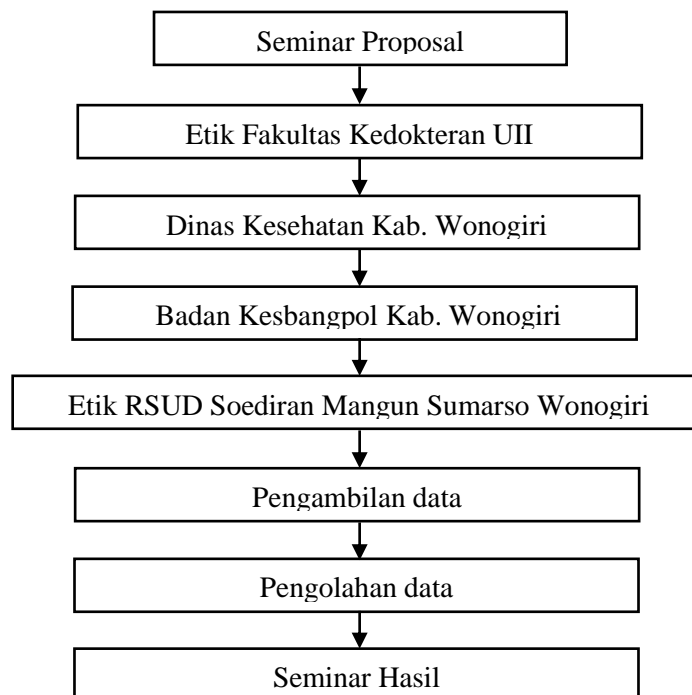 Seminar Proposal
Etik Fakultas Kedokteran UII
Dinas Kesehatan Kab. Wonogiri
Badan Kesbangpol Kab. Wonogiri
Etik RSUD Soediran Mangun Sumarso Wonogiri
Pengambilan data
Pengolahan data
Seminar Hasil